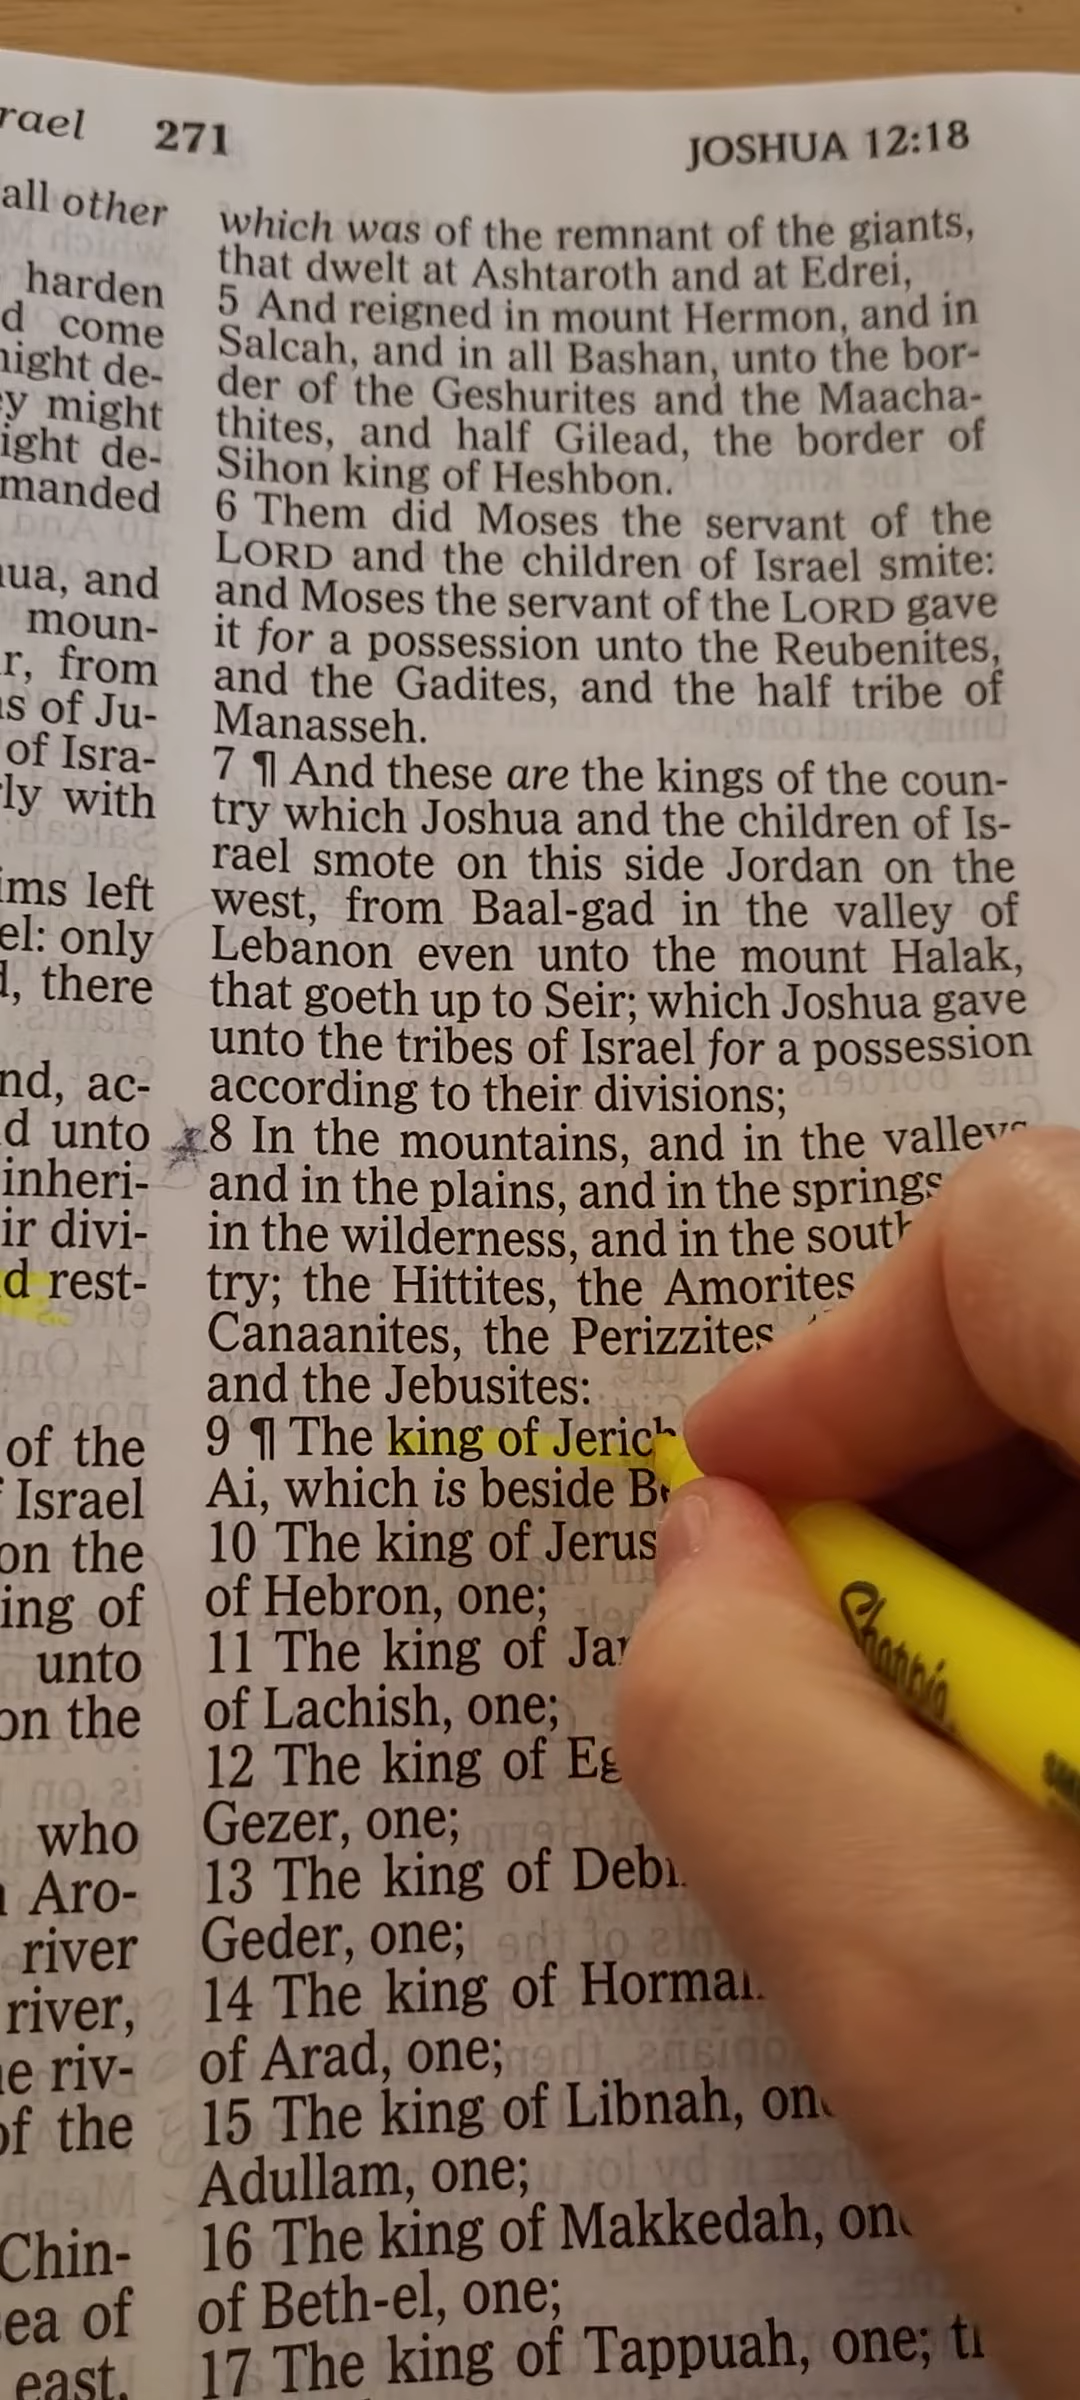 rael 271 JOSHUA 12:18
all other
harden
d come
ight de-
y might
ight de-
manded
ua, and
moun-
r, from
s of Ju-
of Isra-
ly with
ims left
el: only
d, there
nd, ac-
d unto
inheri-
ir divi-
d rest-
of the
Israel
on the
ing of
unto
on the
who
Aro-
river
river,
e riv-
of the
Chin-
ea of
east,
which was of the remnant of the giants,
that dwelt at Ashtaroth and at Edrei,
5 And reigned in mount Hermon, and in
Salcah, and in all Bashan, unto the bor-
der of the Geshurites and the Maacha-
thites, and half Gilead, the border of
Sihon king of Heshbon.
6 Them did Moses the servant of the
LORD and the children of Israel smite:
and Moses the servant of the LORD gave
it for a possession unto the Reubenites,
and the Gadites, and the half tribe of
Manasseh.
7 ¶ And these are the kings of the coun-
try which Joshua and the children of Is-
rael smote on this side Jordan on the
west, from Baal-gad in the valley of
Lebanon even unto the mount Halak,
that goeth up to Seir; which Joshua gave
unto the tribes of Israel for a possession
according to their divisions;
8 In the mountains, and in the valleys
and in the plains, and in the springs
in the wilderness, and in the south
try; the Hittites, the Amorites
Canaanites, the Perizzites
and the Jebusites:
9 ¶ The king of Jerich
Ai, which is beside B
10 The king of Jerus
of Hebron, one;
11 The king of Jar
of Lachish, one;
12 The king of Eg
Gezer, one;
13 The king of Debi
Geder, one;
14 The king of Hormah
of Arad, one;
15 The king of Libnah, one
Adullam, one;
16 The king of Makkedah, one
of Beth-el, one;
17 The king of Tappuah, one; t
Sharpie